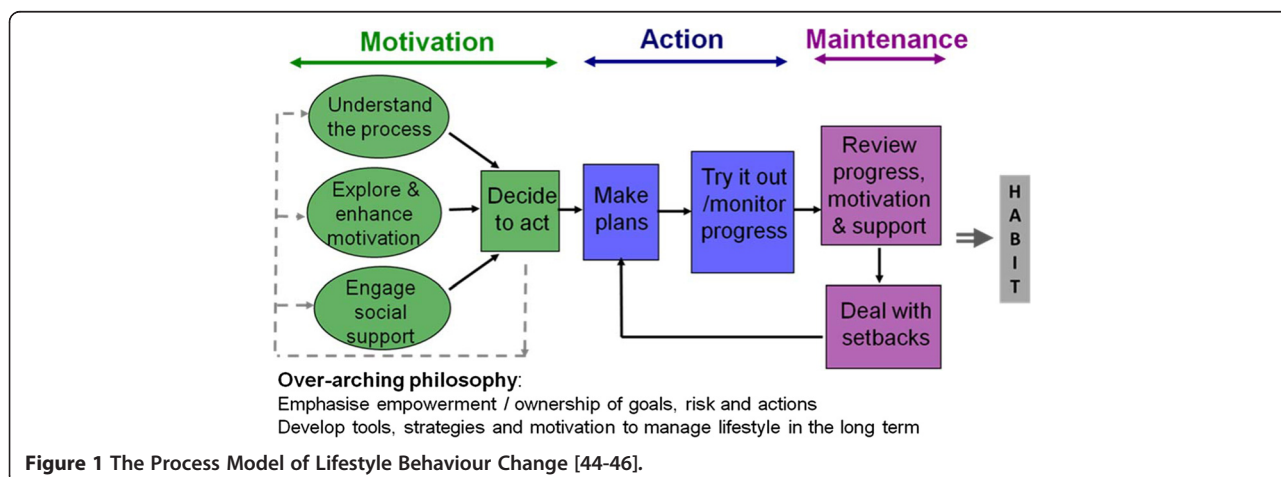 Motivation
Action
Maintenance
Understand
the process
Explore &
enhance
motivation
Engage
social
support
Decide
to act
Make
plans
Try it out
/monitor
progress
Review
progress,
motivation
& support
Deal with
setbacks
H
A
B
I
T
Over-arching philosophy:
Emphasise empowerment / ownership of goals, risk and actions
Develop tools, strategies and motivation to manage lifestyle in the long term
Figure 1 The Process Model of Lifestyle Behaviour Change [44-46].